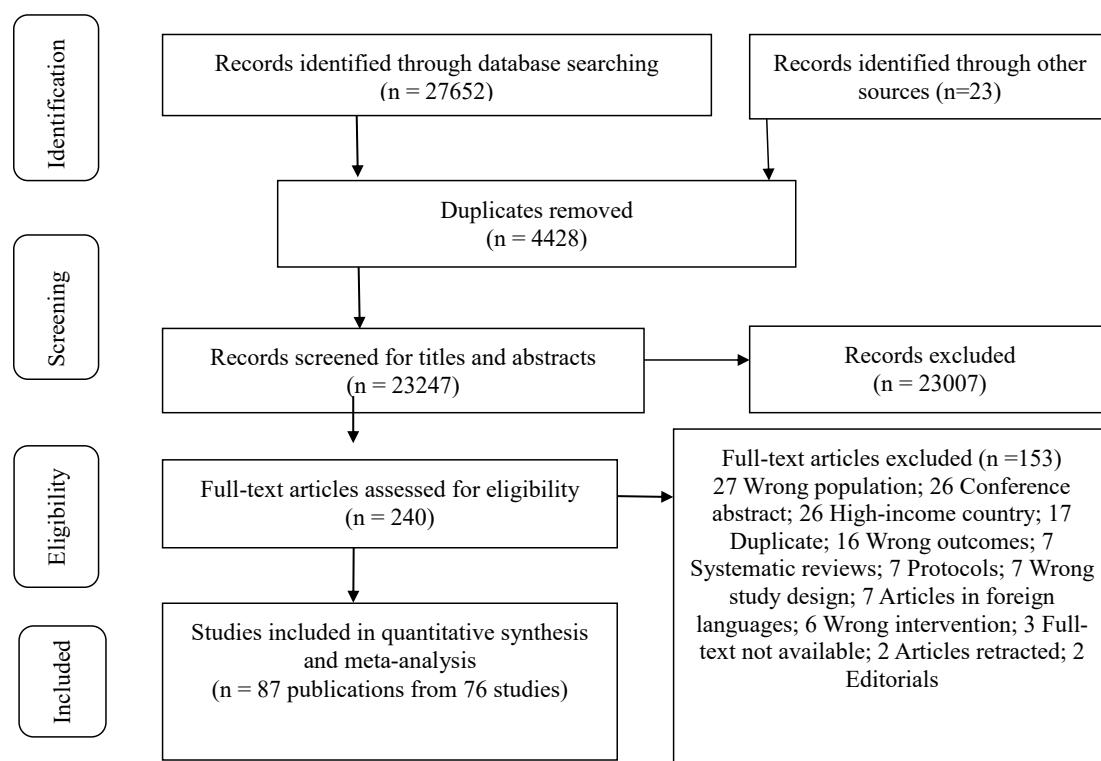 Identification
Records identified through database searching
(n = 27652)
Records identified through other
sources (n=23)
Duplicates removed
(n = 4428)
Screening
Records screened for titles and abstracts
(n = 23247)
Records excluded
(n = 23007)
Eligibility
Full-text articles assessed for eligibility
(n = 240)
Full-text articles excluded (n =153)
27 Wrong population; 26 Conference
abstract; 26 High-income country; 17
Duplicate; 16 Wrong outcomes; 7
Systematic reviews; 7 Protocols; 7 Wrong
study design; 7 Articles in foreign
languages; 6 Wrong intervention; 3 Full-
text not available; 2 Articles retracted; 2
Editorials
Included
Studies included in quantitative synthesis
and meta-analysis
(n = 87 publications from 76 studies)